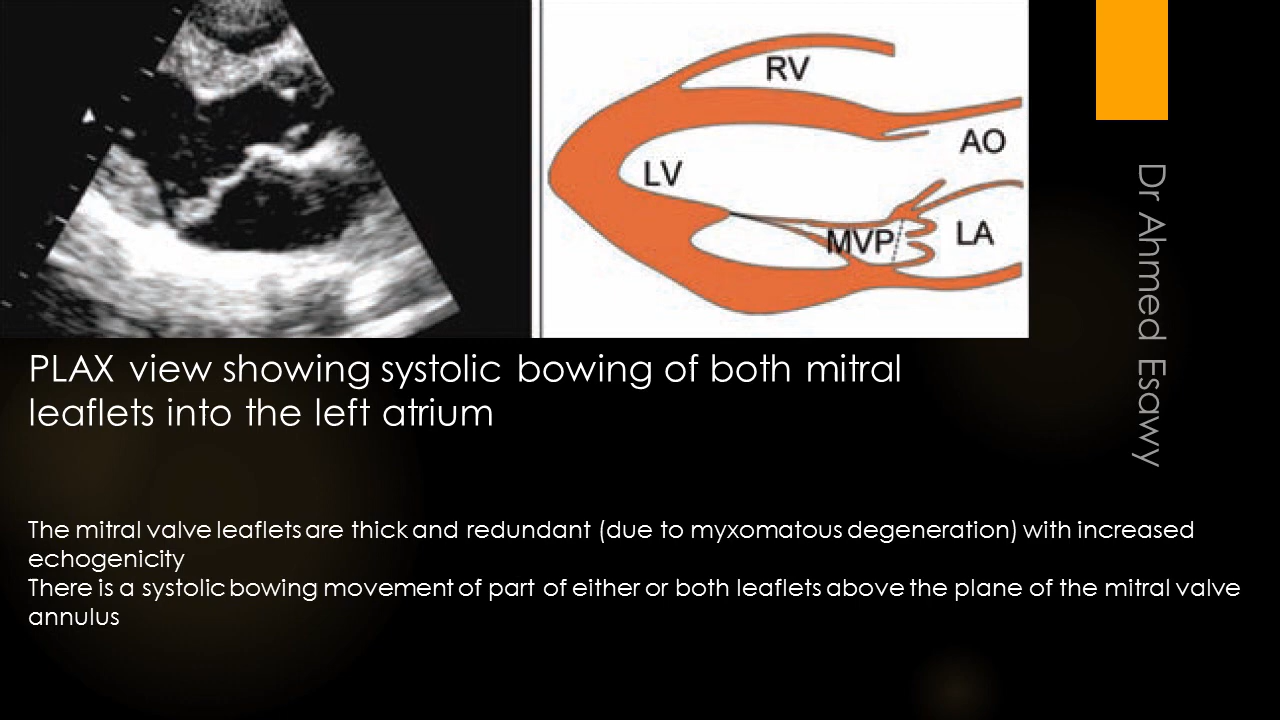 RV
AO
LV
MVP
LA
PLAX view showing systolic bowing of both mitral
leaflets into the left atrium
The mitral valve leaflets are thick and redundant (due to myxomatous degeneration) with increased
echogenicity
There is a systolic bowing movement of part of either or both leaflets above the plane of the mitral valve
annulus
Dr Ahmed Esawy